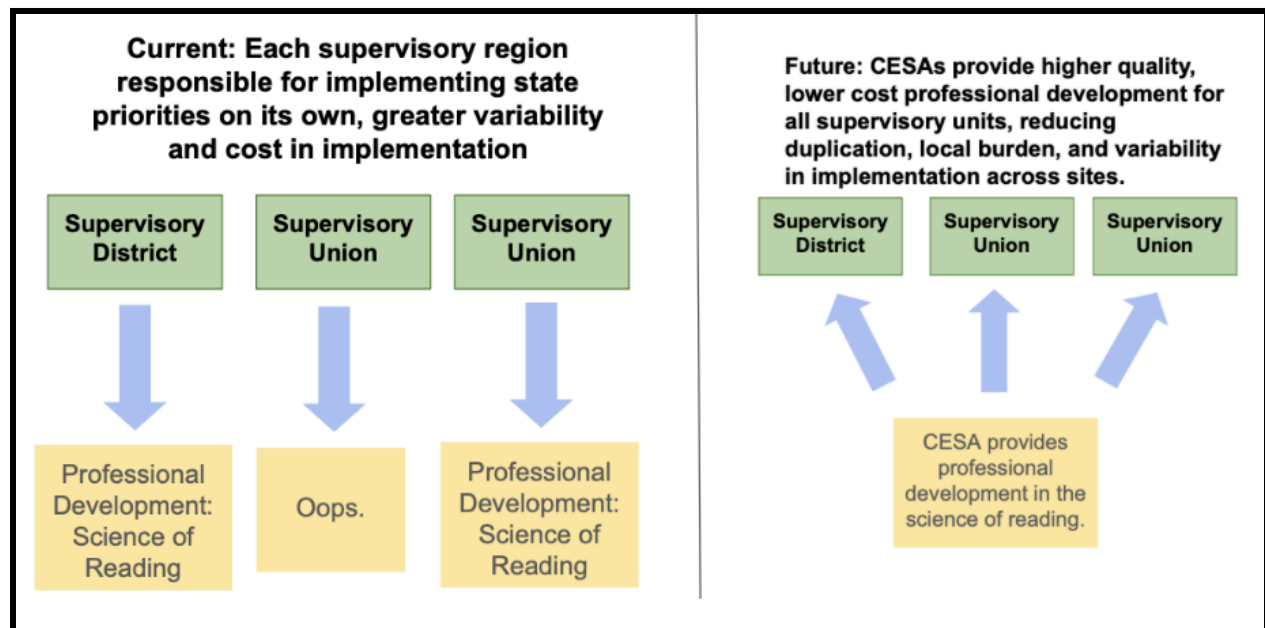 Current: Each supervisory region
responsible for implementing state
priorities on its own, greater variability
and cost in implementation
Supervisory
District
Supervisory
Union
Supervisory
Union
Professional
Development:
Science of
Reading
Oops.
Professional
Development:
Science of
Reading
Future: CESAs provide higher quality,
lower cost professional development for
all supervisory units, reducing
duplication, local burden, and variability
in implementation across sites.
Supervisory
District
Supervisory
Union
Supervisory
Union
CESA provides
professional
development in the
science of reading.